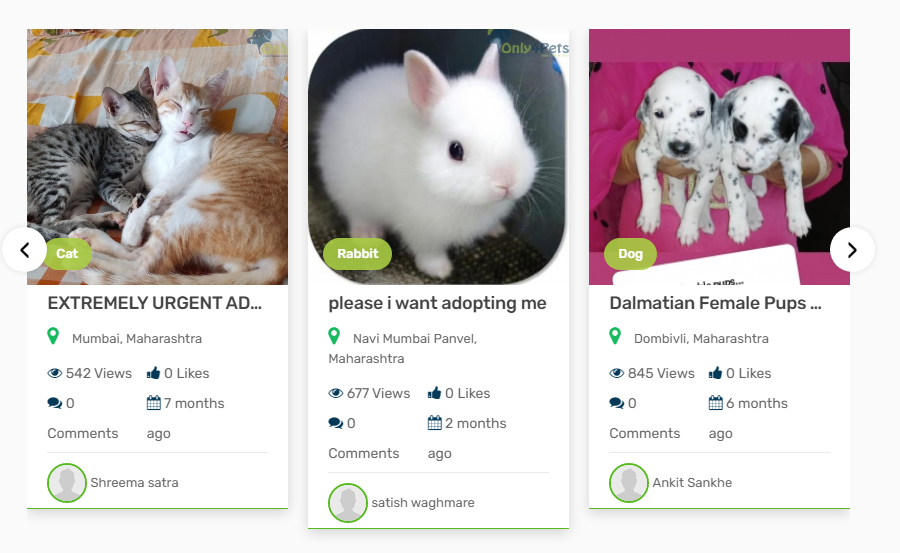 Only4Pets
Cat
EXTREMELY URGENT AD...
Mumbai, Maharashtra
542 Views
0 Likes
0
Comments
7 months
ago
Shreema satra
Rabbit
please i want adopting me
Navi Mumbai Panvel,
Maharashtra
677 Views
0 Likes
0
Comments
2 months
ago
satish waghmare
Dog
Dalmatian Female Pups ...
Dombivli, Maharashtra
845 Views
0 Likes
0
Comments
6 months
ago
Ankit Sankhe